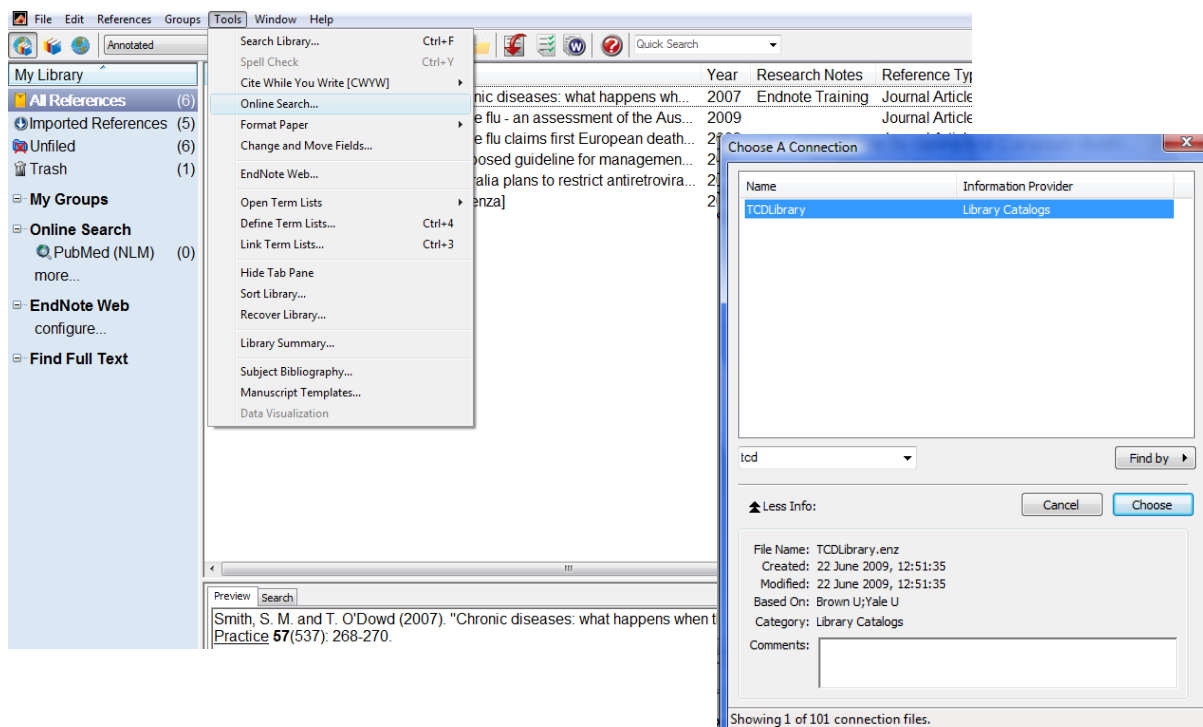 File Edit References Groups Tools Window Help
Annotated
Quick Search
My Library
All References (6)
Imported References (5)
Unfiled (6)
Trash (1)
My Groups
Online Search
PubMed (NLM) (0)
more...
EndNote Web
configure...
Find Full Text
Search Library... Ctrl+F
Spell Check Ctrl+Y
Cite While You Write [CWYW]
Online Search...
Format Paper
Change and Move Fields...
EndNote Web...
Open Term Lists
Define Term Lists... Ctrl+4
Link Term Lists... Ctrl+3
Hide Tab Pane
Sort Library...
Recover Library...
Library Summary...
Subject Bibliography...
Manuscript Templates...
Data Visualization
Year Research Notes Reference Typ
nic diseases: what happens wh... 2007 Endnote Training Journal Article
e flu - an assessment of the Aus... 2009 Journal Article
e flu claims first European death...
osed guideline for managemen...
ralia plans to restrict antiretrovira...
enza]
Preview Search
Smith, S. M. and T. O'Dowd (2007). "Chronic diseases: what happens when t
Practice 57(537): 268-270.
Choose A Connection
Name Information Provider
TCDLibrary Library Catalogs
tcd
Find by
Less Info:
Cancel Choose
File Name: TCDLibrary.enz
Created: 22 June 2009, 12:51:35
Modified: 22 June 2009, 12:51:35
Based On: Brown U;Yale U
Category: Library Catalogs
Comments:
Showing 1 of 101 connection files.